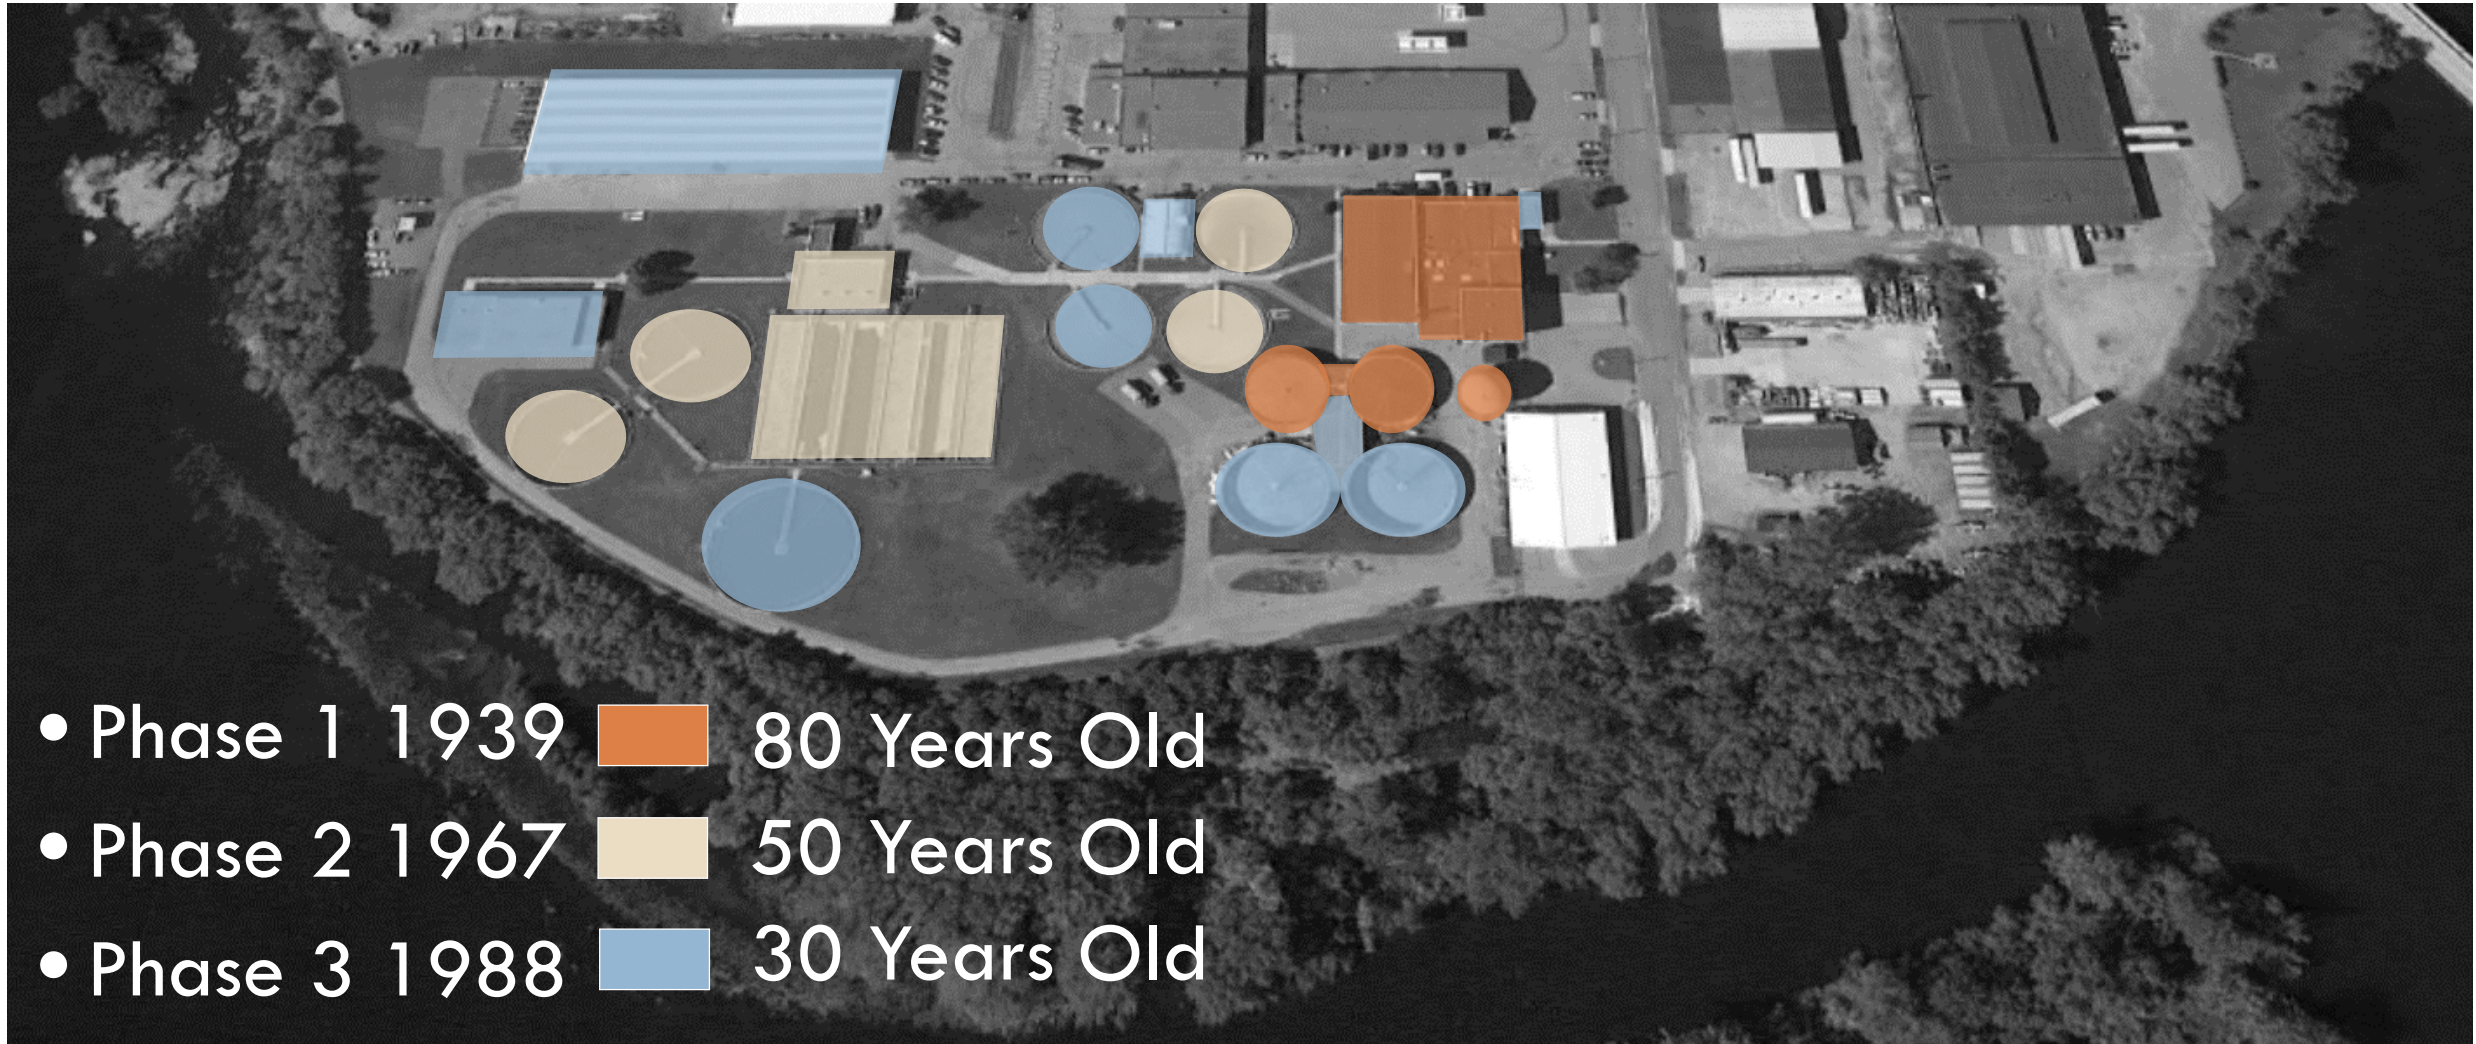 • Phase 1 1939 80 Years Old
• Phase 2 1967 50 Years Old
• Phase 3 1988 30 Years Old